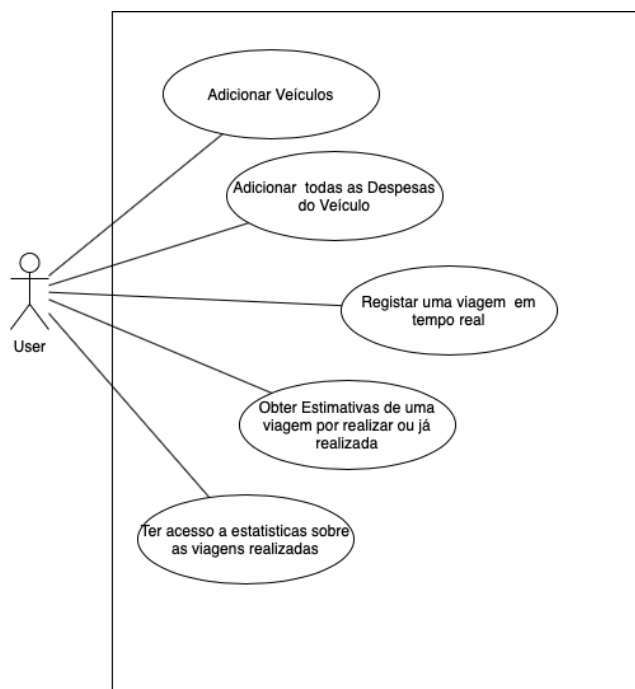 Adicionar Veículos
Adicionar  todas as Despesas
do Veículo
Registar uma viagem  em
tempo real
User
Obter Estimativas de uma
viagem por realizar ou já
realizada
Ter acesso a estatisticas sobre
as viagens realizadas